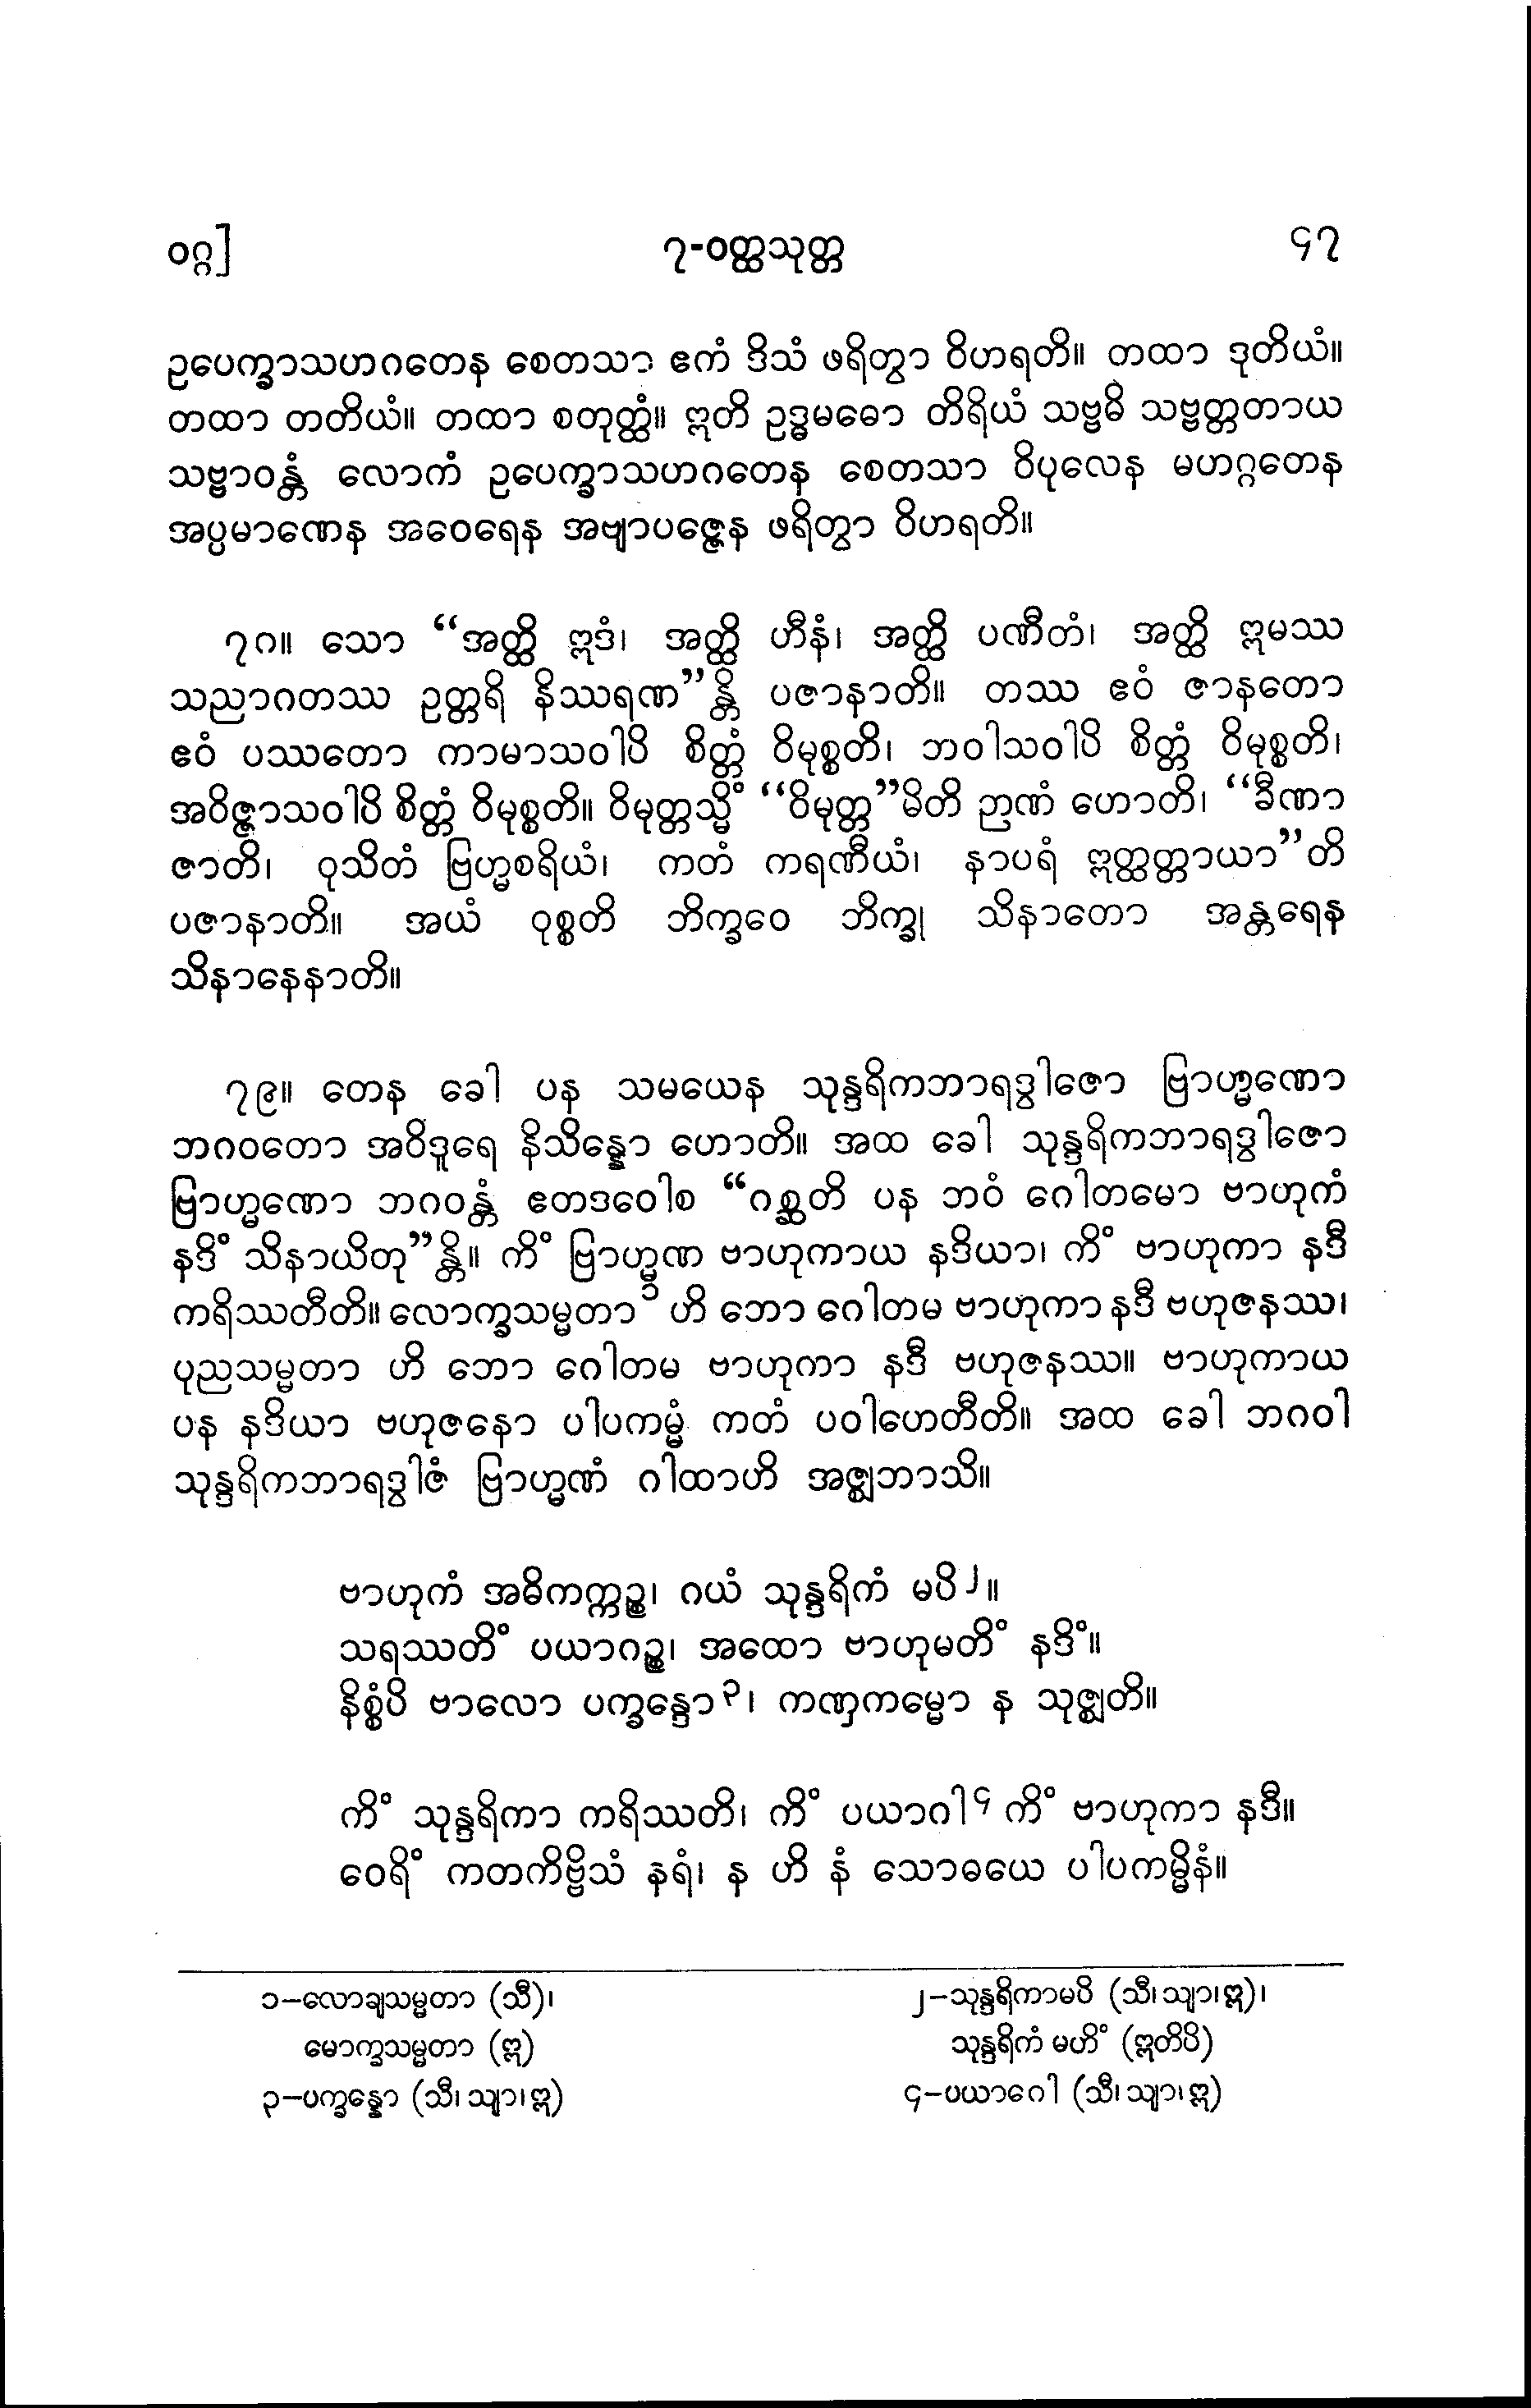 ဝဂ္ဂ] ၇-ဝတ္ထသုတ္တ ၄၇
ဥပေက္ခာသဟဂတေန စေတသာ ဧကံ ဒိသံ ဖရိတွာ ဝိဟရတိ။ တထာ ဒုတိယံ။
တထာ တတိယံ။ တထာ စတုတ္ထံ။ ဣတိ ဥဒ္ဓမဓော တိရိယံ သဗ္ဗဓိ သဗ္ဗတ္တတာယ
သဗ္ဗာဝန္တံ လောကံ ဥပေက္ခာသဟဂတေန စေတသာ ဝိပုလေန မဟဂ္ဂတေန
အပ္ပမာဏေန အဝေရေန အဗျာပဇ္ဇေန ဖရိတွာ ဝိဟရတိ။
၇၈။ သော “အတ္ထိ ဣဒံ၊ အတ္ထိ ဟီနံ၊ အတ္ထိ ပဏီတံ၊ အတ္ထိ ဣမဿ
သညာဂတဿ ဥတ္တရိ နိဿရဏ”န္တိ ပဇာနာတိ။ တဿ ဧဝံ ဇာနတော
ဧဝံ ပဿတော ကာမာသဝါပိ စိတ္တံ ဝိမုစ္စတိ၊ ဘဝါသဝါပိ စိတ္တံ ဝိမုစ္စတိ၊
အဝိဇ္ဇာသဝါပိ စိတ္တံ ဝိမုစ္စတိ။ ဝိမုတ္တသ္မိံ “ဝိမုတ္တ”မိတိ ဉာဏံ ဟောတိ၊ “ခီဏာ
ဇာတိ၊ ဝုသိတံ ဗြဟ္မစရိယံ၊ ကတံ ကရဏီယံ၊ နာပရံ ဣတ္ထတ္တာယာ”တိ
ပဇာနာတိ။ အယံ ဝုစ္စတိ ဘိက္ခဝေ ဘိက္ခု သိနာတော အန္တရေန
သိနာနေနာတိ။
၇၉။ တေန ခေါ ပန သမယေန သုန္ဒရိကဘာရဒွါဇော ဗြာဟ္မဏော
ဘဂဝတော အဝိဒူရေ နိသိန္နော ဟောတိ။ အထ ခေါ သုန္ဒရိကဘာရဒွါဇော
ဗြာဟ္မဏော ဘဂဝန္တံ ဧတဒဝေါစ “ဂစ္ဆတိ ပန ဘဝံ ဂေါတမော ဗာဟုကံ
နဒိံ သိနာယိတု”န္တိ။ ကိံ ဗြာဟ္မဏ ဗာဟုကာယ နဒိယာ၊ ကိံ ဗာဟုကာ နဒီ
ကရိဿတီတိ။ လောက္ခသမ္မတာ၁ ဟိ ဘော ဂေါတမ ဗာဟုကာ နဒီ ဗဟုဇနဿ၊
ပုညသမ္မတာ ဟိ ဘော ဂေါတမ ဗာဟုကာ နဒီ ဗဟုဇနဿ။ ဗာဟုကာယ
ပန နဒိယာ ဗဟုဇနော ပါပကမ္မံ ကတံ ပဝါဟေတီတိ။ အထ ခေါ ဘဂဝါ
သုန္ဒရိကဘာရဒွါဇံ ဗြာဟ္မဏံ ဂါထာဟိ အဇ္ဈဘာသိ။
ဗာဟုကံ အဓိကက္ကဉ္စ၊ ဂယံ သုန္ဒရိကံ မပိ၂။
သရဿတိံ ပယာဂဉ္စ၊ အထော ဗာဟုမတိံ နဒိံ။
နိစ္စံပိ ဗာလော ပက္ခန္ဒော၃၊ ကဏှကမ္မော န သုဇ္ဈတိ။
ကိံ သုန္ဒရိကာ ကရိဿတိ၊ ကိံ ပယာဂါ၄ ကိံ ဗာဟုကာ နဒီ။
ဝေရိံ ကတကိဗ္ဗိသံ နရံ၊ န ဟိ နံ သောဓယေ ပါပကမ္မိနံ။
၁–လောချသမ္မတာ (သီ)၊
မောက္ခသမ္မတာ (ဣ)
၃–ပက္ခန္နော (သီ၊ သျာ၊ ဣ)
၂–သုန္ဒရိကာမပိ (သီ၊ သျာ၊ ဣ)၊
သုန္ဒရိကံ မဟိံ (ဣတိပိ)
၄–ပယာဂေါ (သီ၊ သျာ၊ ဣ)